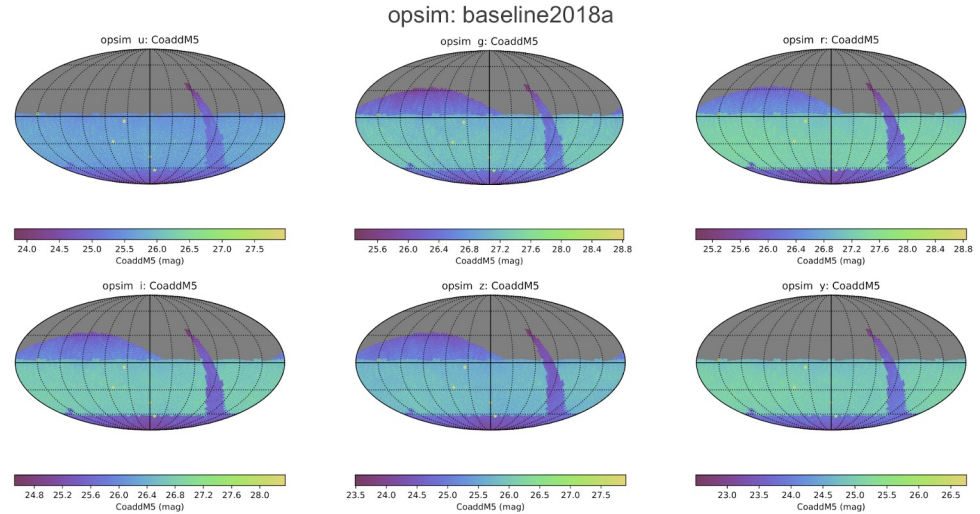 opsim: baseline2018a
opsim u: CoaddM5
opsim g: CoaddM5
opsim r: CoaddM5
24.0 24.5 25.0 25.5 26.0 26.5 27.0 27.5
25.6 26.0 26.4 26.8 27.2 27.6 28.0 28.4 28.8
25.2 25.6 26.0 26.4 26.8 27.2 27.6 28.0 28.4 28.8
CoaddM5 (mag)
CoaddM5 (mag)
CoaddM5 (mag)
opsim i: CoaddM5
opsim z: CoaddM5
opsim y: CoaddM5
24.8 25.2 25.6 26.0 26.4 26.8 27.2 27.6 28.0
23.5 24.0 24.5 25.0 25.5 26.0 26.5 27.0 27.5
23.0 23.5 24.0 24.5 25.0 25.5 26.0 26.5
CoaddM5 (mag)
CoaddM5 (mag)
CoaddM5 (mag)